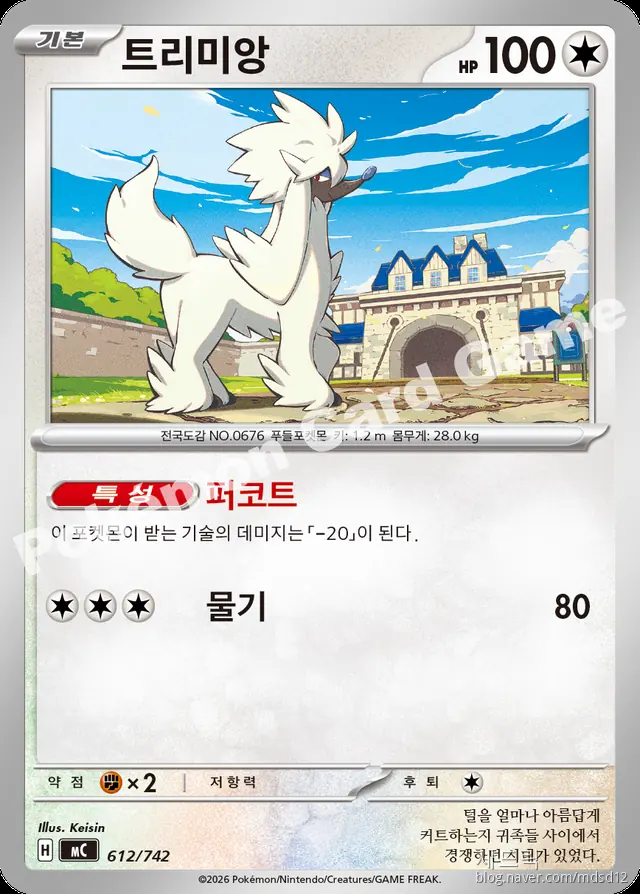 기본
트리미앙
HP 100
전국도감 NO.0676 푸들포켓몬 키: 1.2 m 몸무게: 28.0 kg
특성 퍼코트
이 포켓몬이 받는 기술의 데미지는 「-20」이 된다.
물기 80
약점 ×2 저항력 후퇴
Illus. Keisin
H MC 612/742
털을 얼마나 아름답게
커트하는지 귀족들 사이에서
경쟁하던 시대가 있었다.
©2026 Pokémon/Nintendo/Creatures/GAME FREAK.
Pokémon Card Game
blog.naver.com/mdsd12